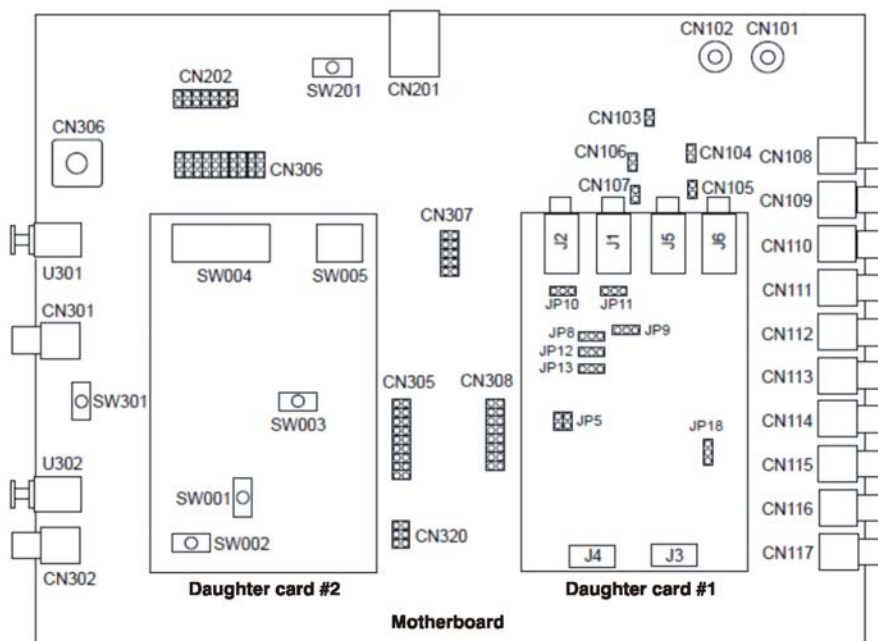 CN102 CN101
CN202
SW201
CN201
CN103
CN306
CN306
CN106
CN104
CN108
CN107
CN105
CN109
CN307
J2
J1
J5
J6
CN110
U301
SW004
SW005
CN111
CN301
JP10
JP11
JP8
JP9
CN112
JP12
JP13
CN113
CN305
CN308
SW301
SW003
JP5
JP18
CN114
U302
CN115
SW001
CN116
SW002
CN320
J4
J3
CN117
CN302
Daughter card #2
Daughter card #1
Motherboard